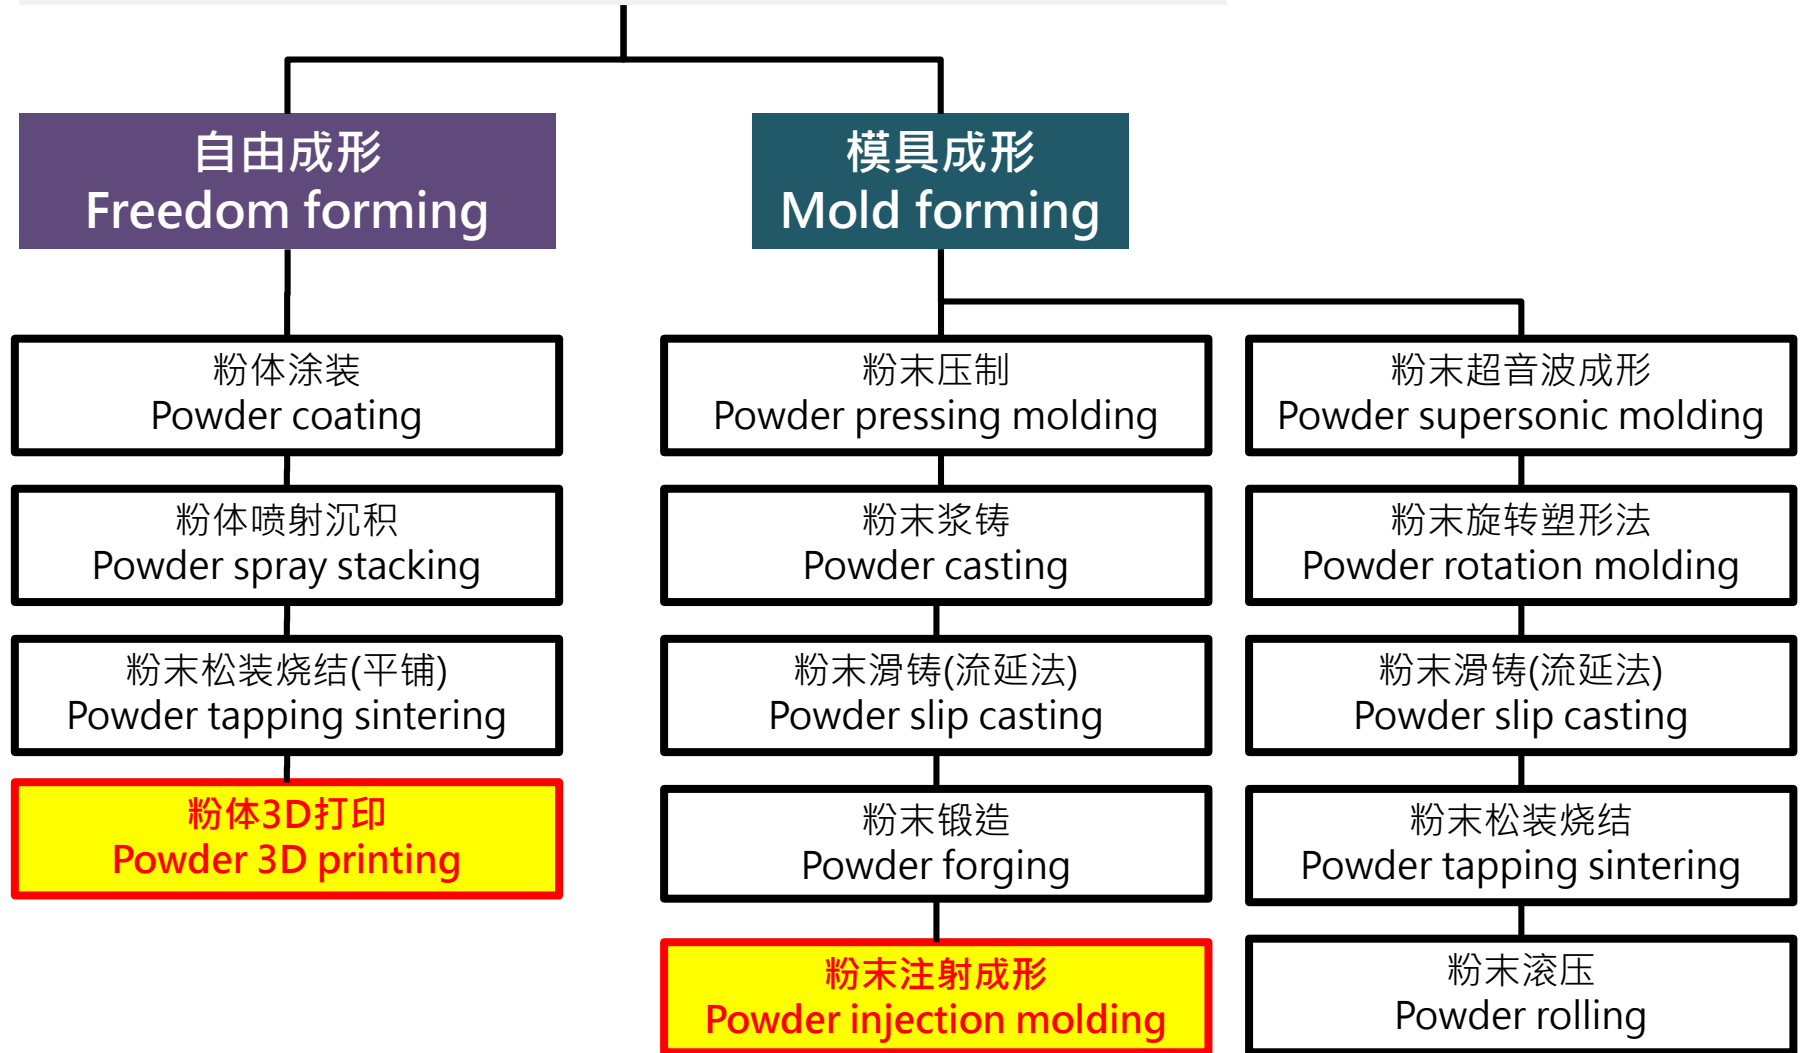 自由成形
Freedom forming
模具成形
Mold forming
粉体涂装
Powder coating
粉体喷射沉积
Powder spray stacking
粉末松装烧结(平铺)
Powder tapping sintering
粉体3D打印
Powder 3D printing
粉末压制
Powder pressing molding
粉末浆铸
Powder casting
粉末滑铸(流延法)
Powder slip casting
粉末锻造
Powder forging
粉末注射成形
Powder injection molding
粉末超音波成形
Powder supersonic molding
粉末旋转塑形法
Powder rotation molding
粉末滑铸(流延法)
Powder slip casting
粉末松装烧结
Powder tapping sintering
粉末滚压
Powder rolling